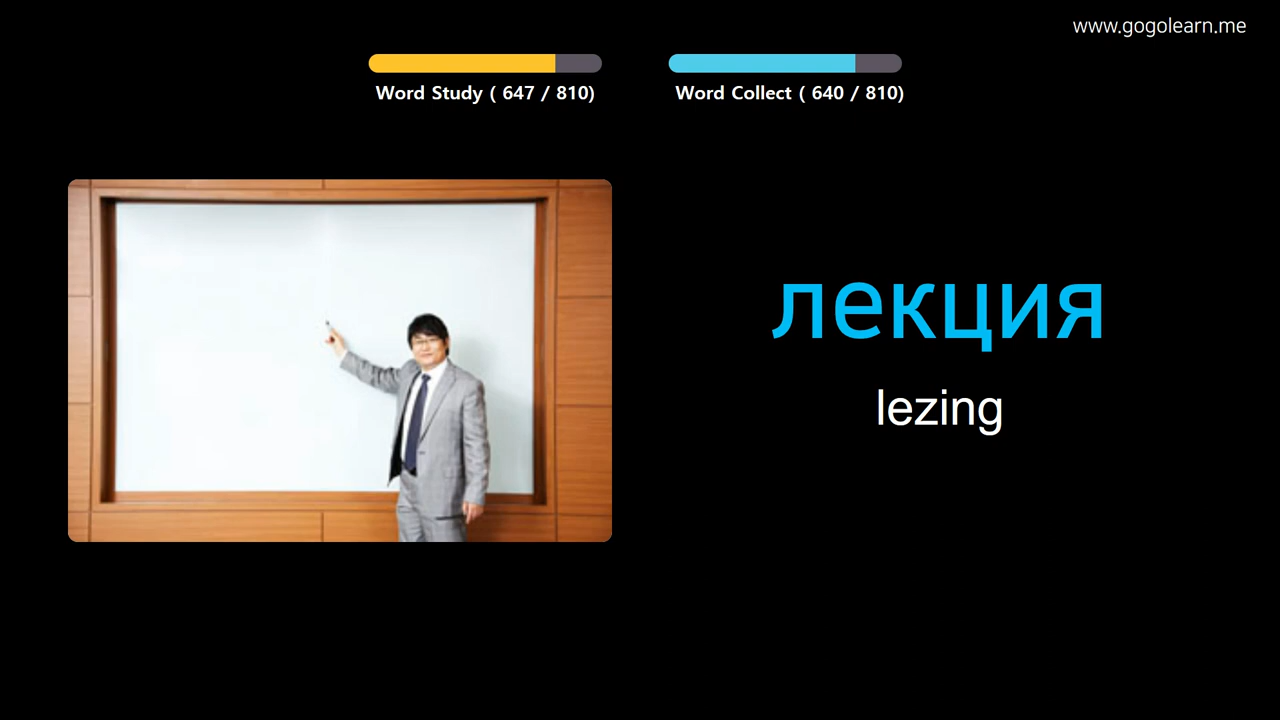 www.gogolearn.me
Word Study ( 647 / 810)
Word Collect ( 640 / 810)
лекция
lezing